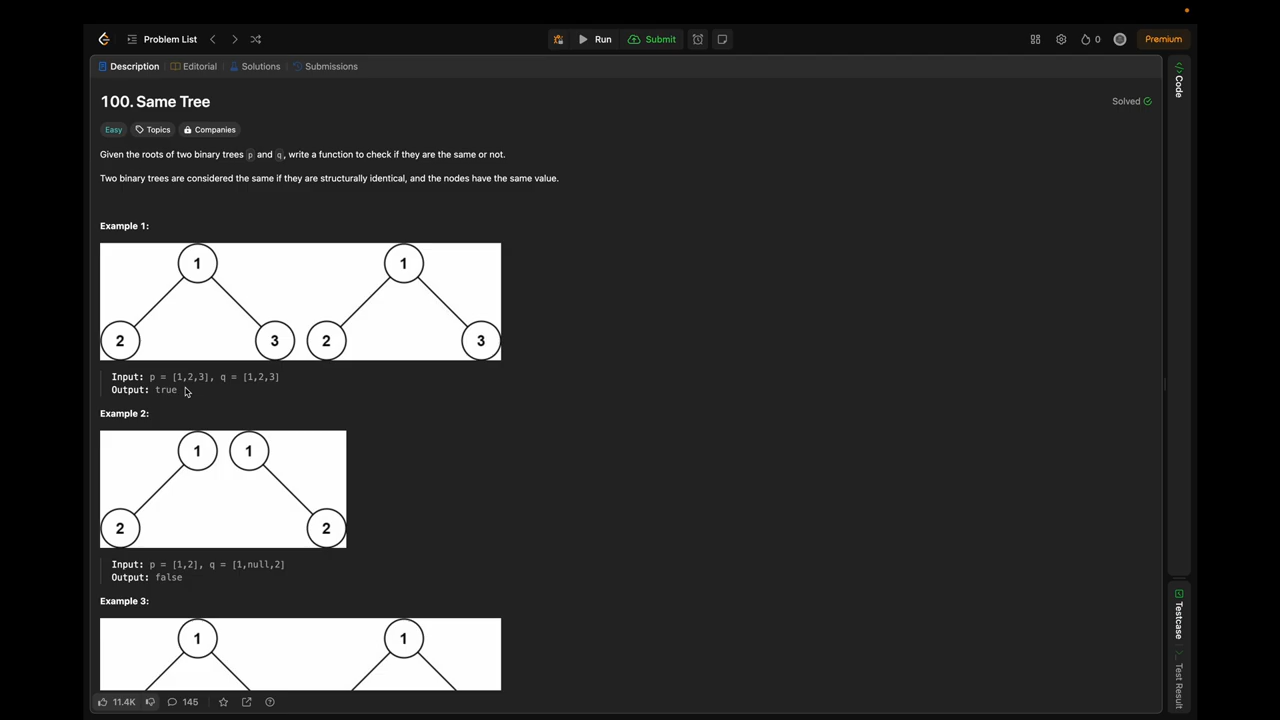 Problem List
Run
Submit
0
Premium
Description
Editorial
Solutions
Submissions
Code
100. Same Tree
Solved
Easy
Topics
Companies
Given the roots of two binary trees p and q, write a function to check if they are the same or not.
Two binary trees are considered the same if they are structurally identical, and the nodes have the same value.
Example 1:
1 1
2 3 2 3
Input: p = [1,2,3], q = [1,2,3]
Output: true
Example 2:
1 1
2 2
Input: p = [1,2], q = [1,null,2]
Output: false
Example 3:
1 1
Testcase
Test Result
11.4K
145